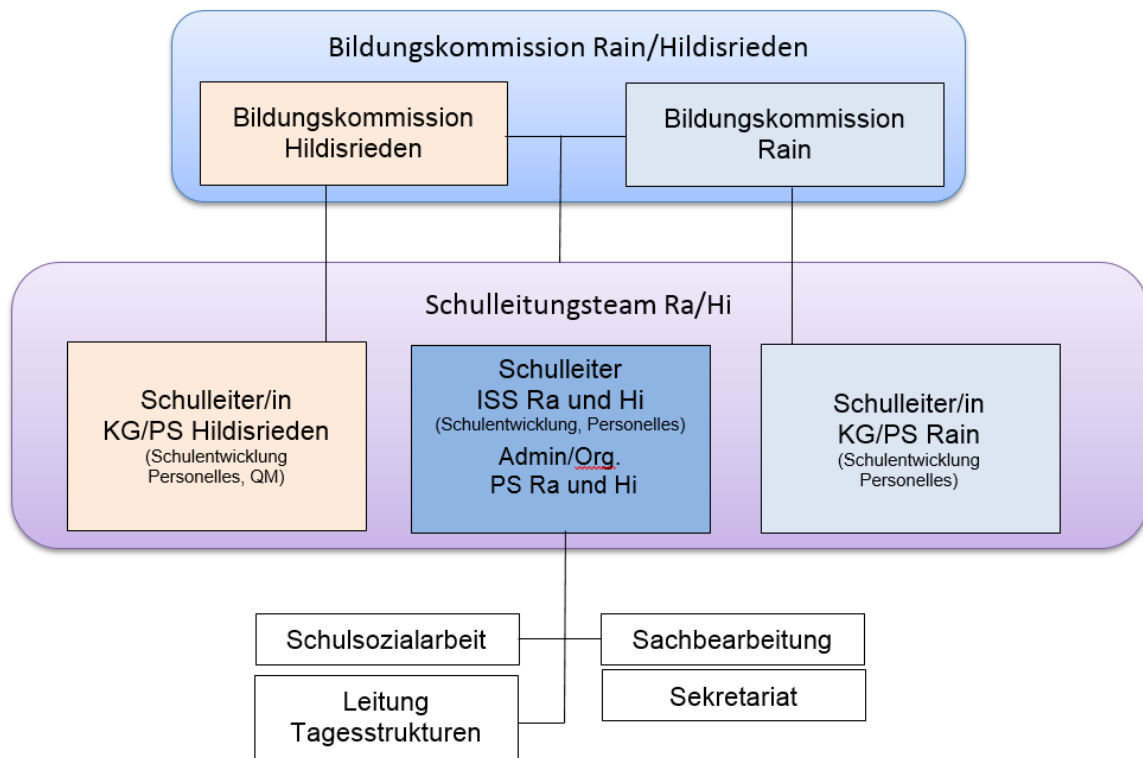 Bildungskommission Rain/Hildisrieden
Bildungskommission
Hildisrieden
Bildungskommission
Rain
Schulleitungsteam Ra/Hi
Schulleiter/in
KG/PS Hildisrieden
(Schulentwicklung
Personelles, QM)
Schulleiter
ISS Ra und Hi
(Schulentwicklung, Personelles)
Admin/Org.
PS Ra und Hi
Schulleiter/in
KG/PS Rain
(Schulentwicklung
Personelles)
Schulsozialarbeit
Sachbearbeitung
Leitung
Tagesstrukturen
Sekretariat